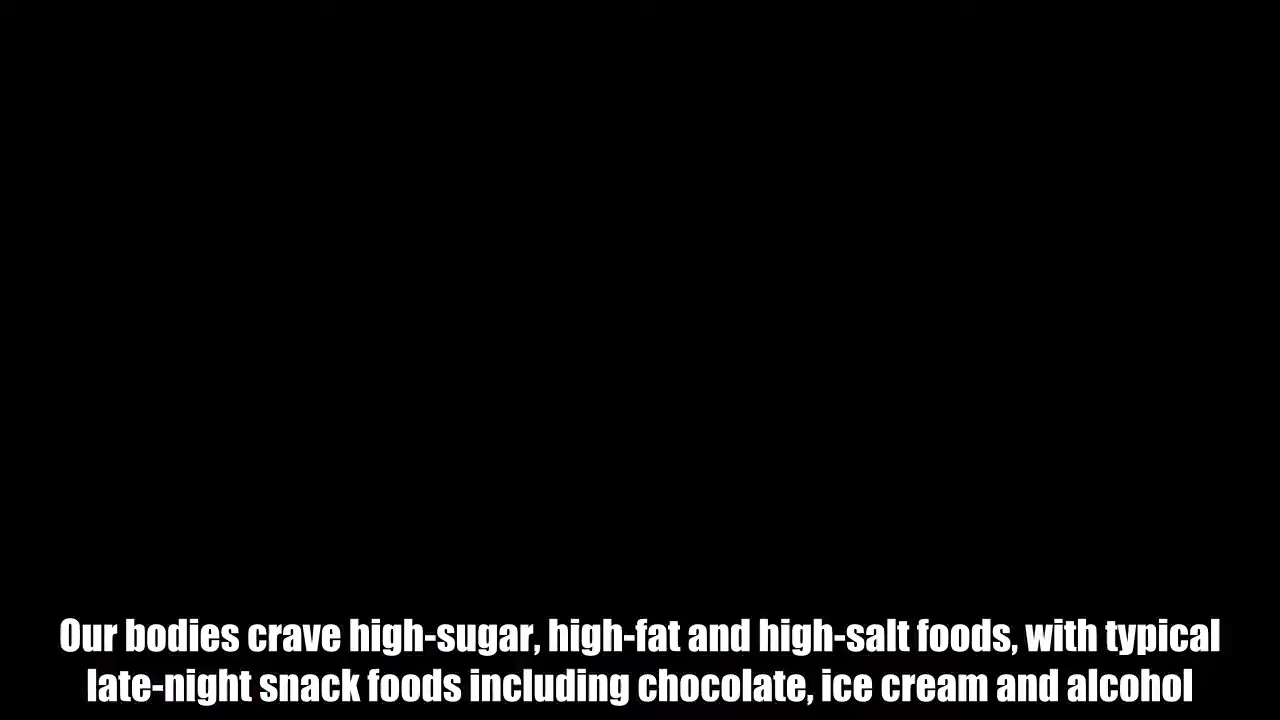 Our bodies crave high-sugar, high-fat and high-salt foods, with typical
late-night snack foods including chocolate, ice cream and alcohol